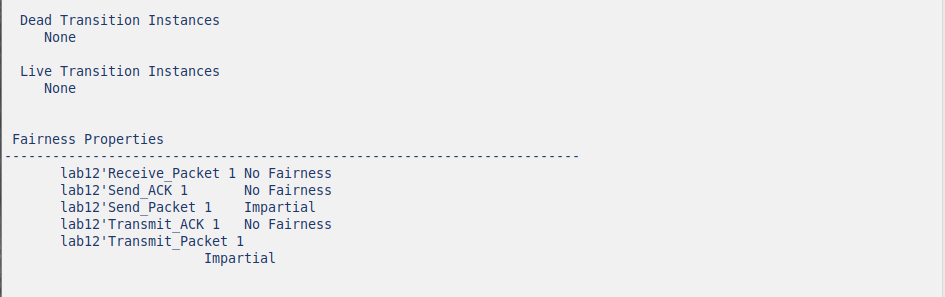 Dead Transition Instances
None
Live Transition Instances
None
Fairness Properties
------------------------------------------------------------------------
lab12'Receive_Packet 1 No Fairness
lab12'Send_ACK 1       No Fairness
lab12'Send_Packet 1    Impartial
lab12'Transmit_ACK 1   No Fairness
lab12'Transmit_Packet 1
Impartial